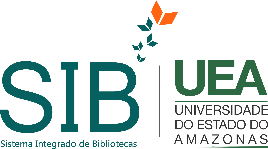 SIB
Sistema Integrado de Bibliotecas
UEA
UNIVERSIDADE
DO ESTADO DO
AMAZONAS